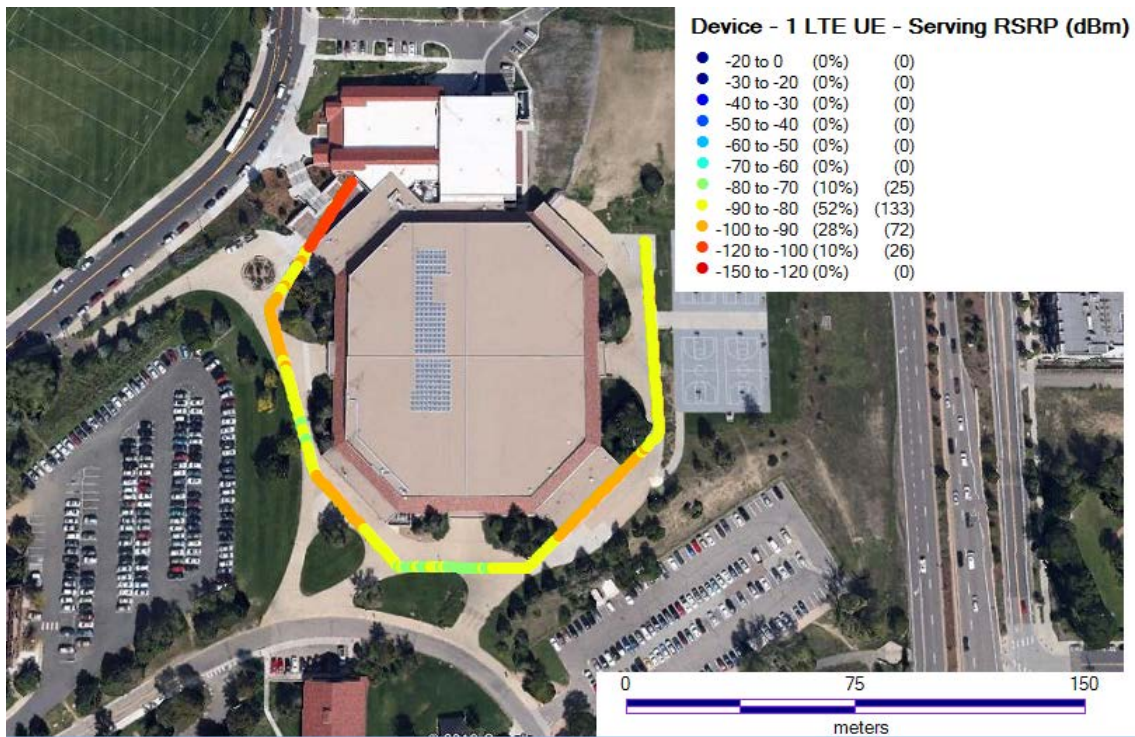 Device - 1 LTE UE - Serving RSRP (dBm)
-20 to 0 (0%) (0)
-30 to -20 (0%) (0)
-40 to -30 (0%) (0)
-50 to -40 (0%) (0)
-60 to -50 (0%) (0)
-70 to -60 (0%) (0)
-80 to -70 (10%) (25)
-90 to -80 (52%) (133)
-100 to -90 (28%) (72)
-120 to -100 (10%) (26)
-150 to -120 (0%) (0)
0 75 150
meters